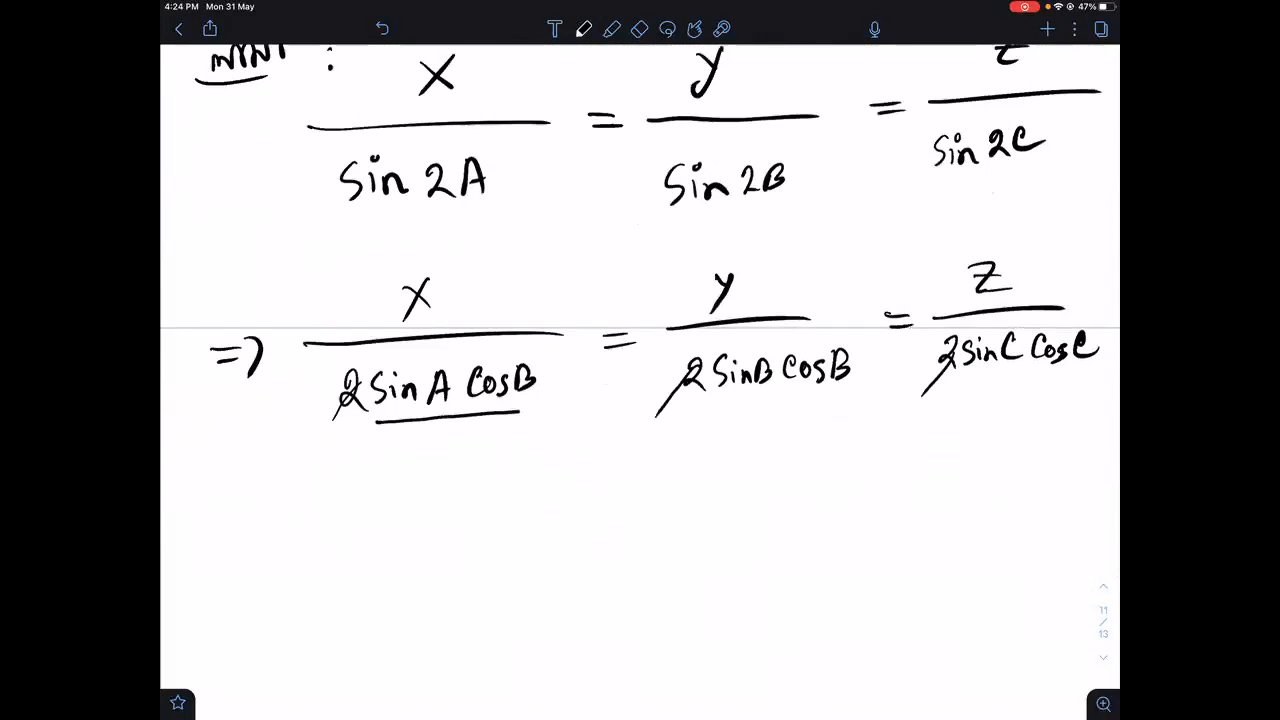 4:24 PM Mon 31 May 47%
T
: x / sin 2A = y / sin 2B = z / sin 2C
=> x / 2 sin A cos B = y / 2 sin B cos B = z / 2 sin C cos C
11
/
13